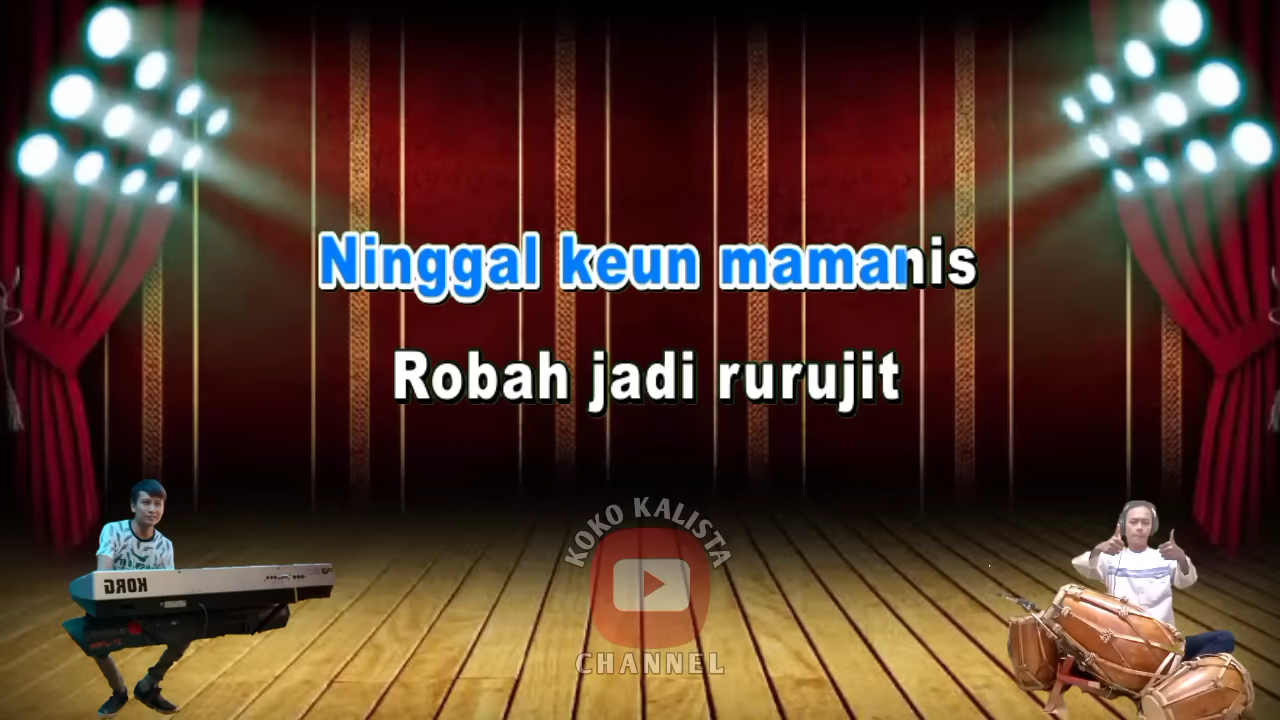 Ninggal keun mamanis
Robah jadi rurujit
KOKO KALISTA
CHANNEL
KORG